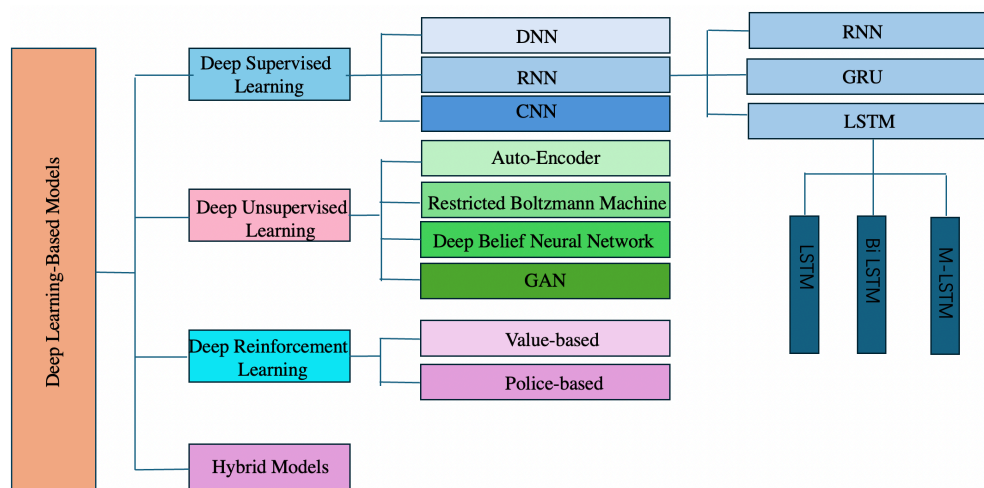 Deep Learning-Based Models
Deep Supervised
Learning
DNN
RNN
CNN
RNN
GRU
LSTM
LSTM
Bi LSTM
M-LSTM
Deep Unsupervised
Learning
Auto-Encoder
Restricted Boltzmann Machine
Deep Belief Neural Network
GAN
Deep Reinforcement
Learning
Value-based
Police-based
Hybrid Models